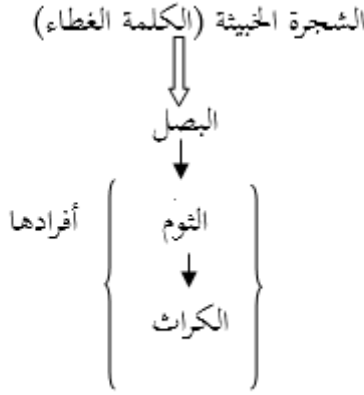 الشجرة الخبيثة (الكلمة الغطاء)
البصل
الثوم
أفرادها
الكراث